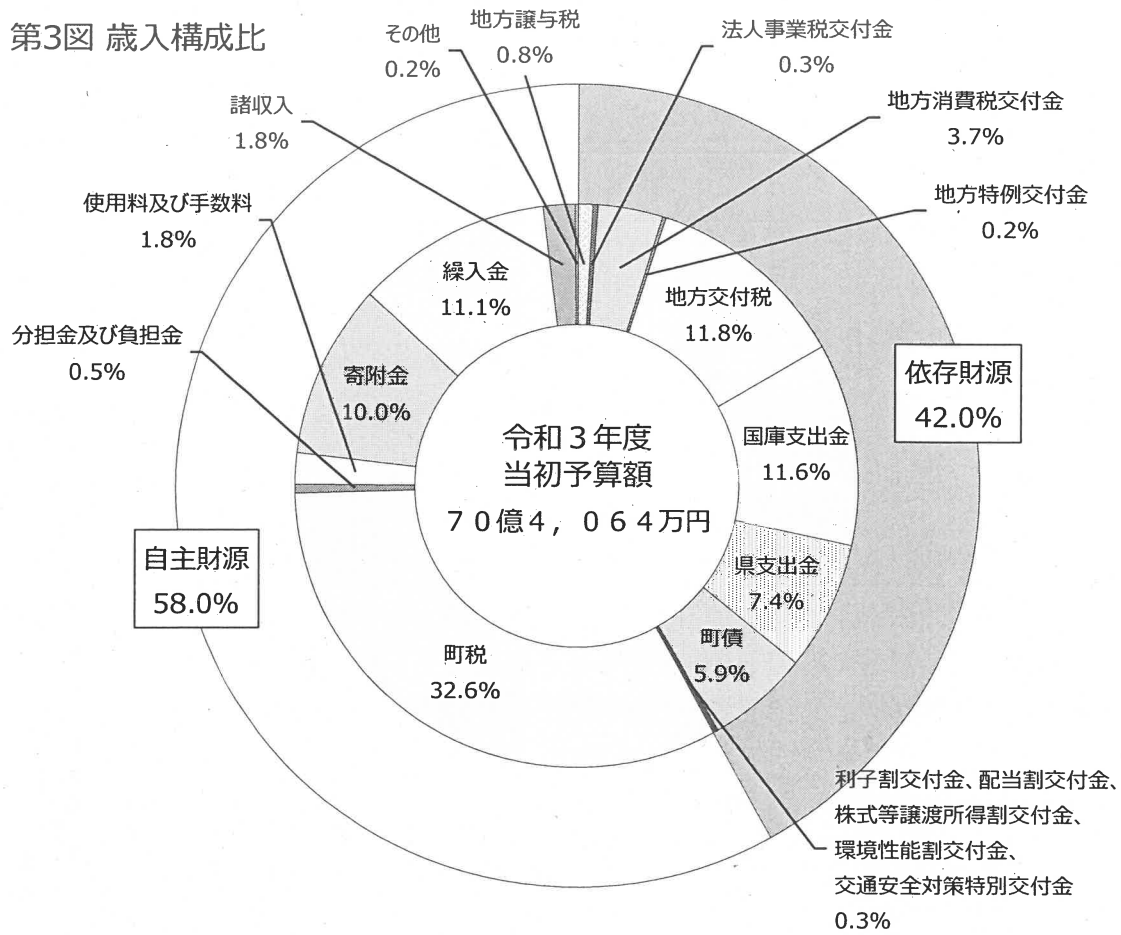 第3図 歳入構成比
その他
0.2%
地方譲与税
0.8%
法人事業税交付金
0.3%
諸収入
1.8%
地方消費税交付金
3.7%
使用料及び手数料
1.8%
地方特例交付金
0.2%
繰入金
11.1%
地方交付税
11.8%
分担金及び負担金
0.5%
寄附金
10.0%
依存財源
42.0%
令和3年度
当初予算額
70億4,064万円
国庫支出金
11.6%
自主財源
58.0%
県支出金
7.4%
町債
5.9%
町税
32.6%
利子割交付金、配当割交付金、
株式等譲渡所得割交付金、
環境性能割交付金、
交通安全対策特別交付金
0.3%